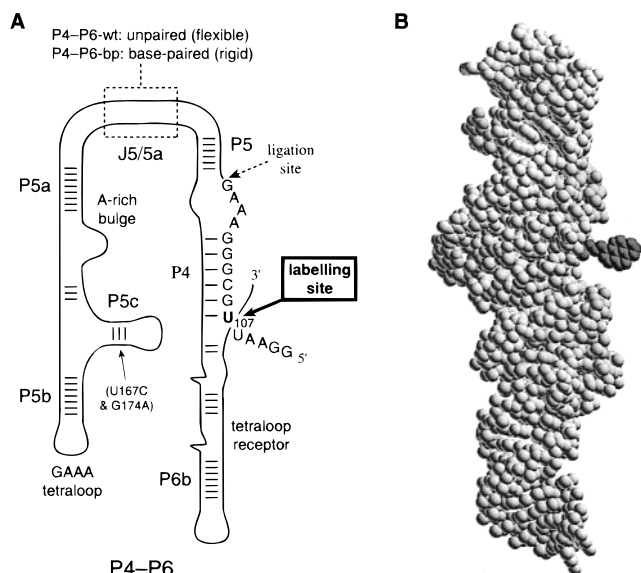 A
B
P4–P6-wt: unpaired (flexible)
P4–P6-bp: base-paired (rigid)
J5/5a
P5
ligation
site
P5a
A-rich
bulge
G
A
A
A
G
G
G
C
G
U
107
P4
3'
labelling
site
U A A G G 5'
P5c
(U167C
& G174A)
P5b
GAAA
tetraloop
tetraloop
receptor
P6b
P4–P6